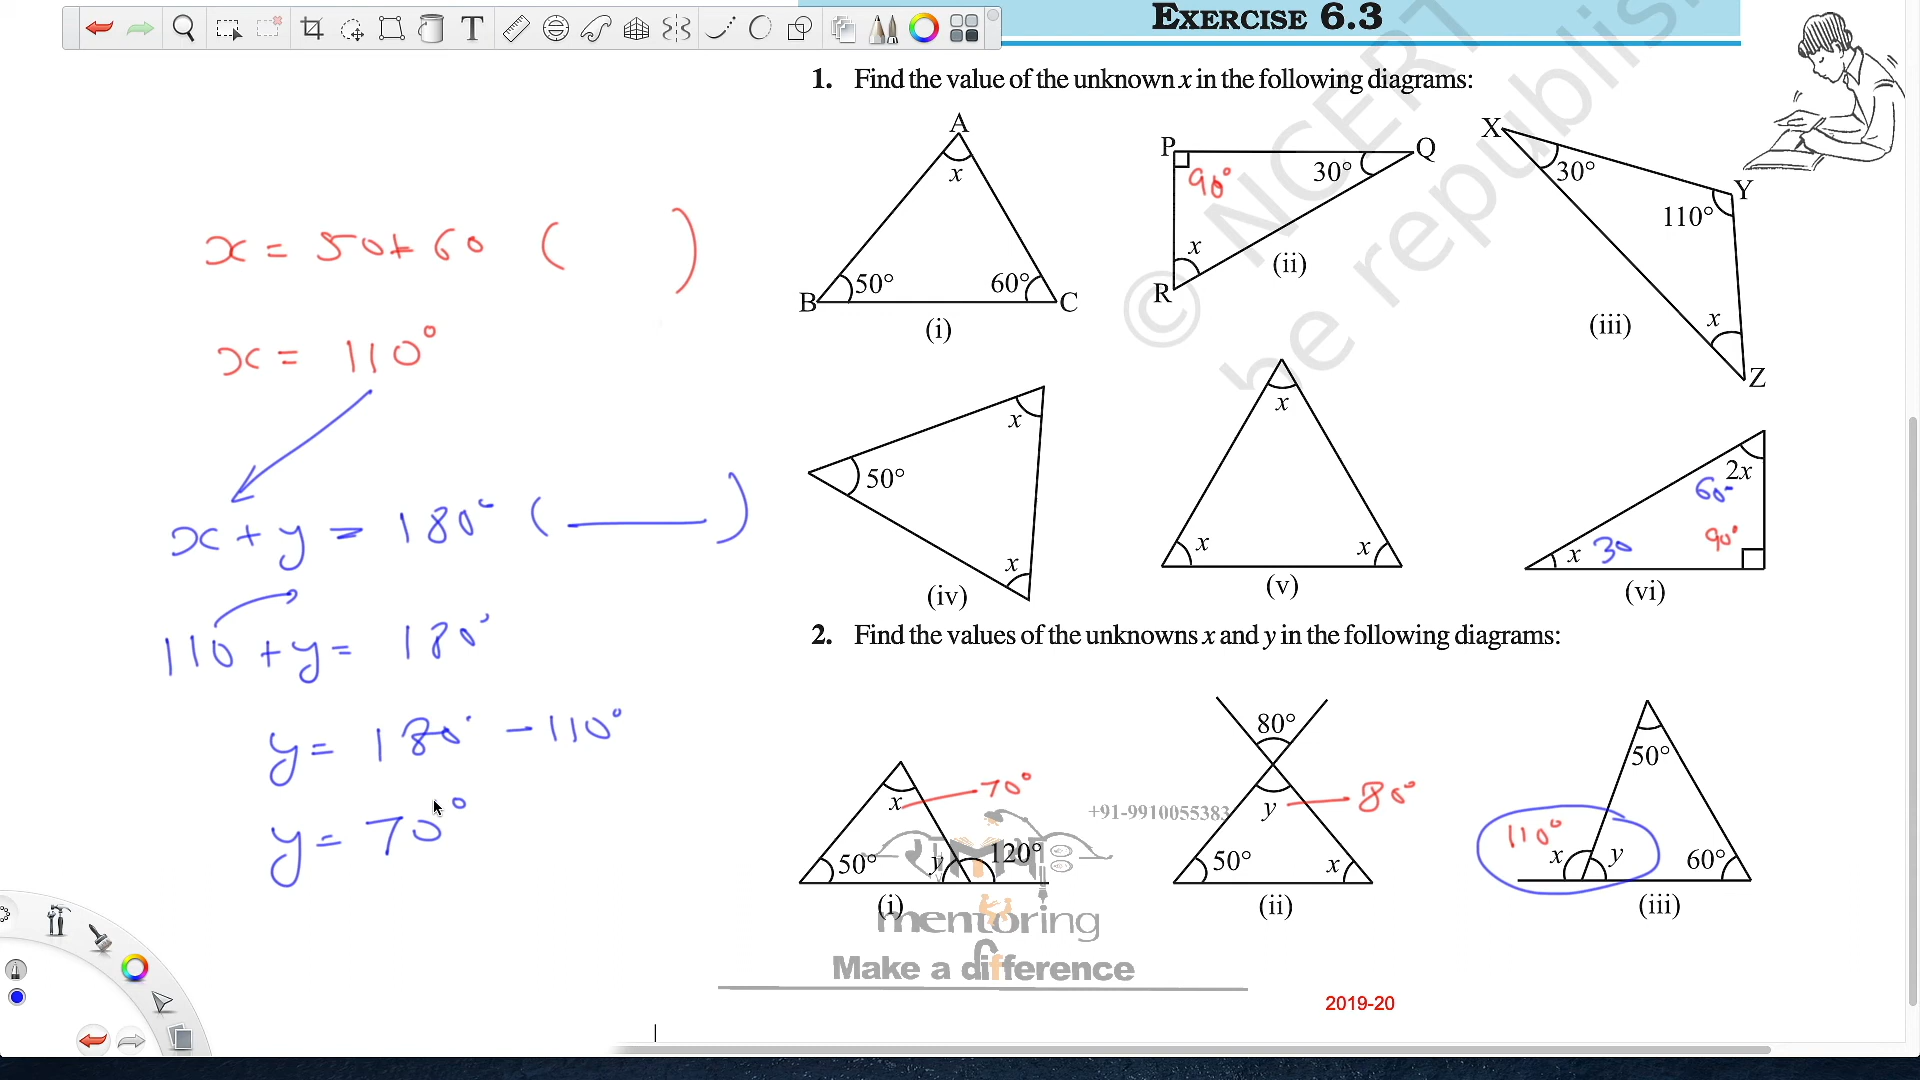 EXERCISE 6.3
1. Find the value of the unknown x in the following diagrams:
A
x
B
50°
60°
C
(i)
P
90°
30°
Q
x
R
(ii)
X
30°
Y
110°
x
Z
(iii)
x
50°
x
(iv)
x
x
x
(v)
2x
60°
90°
x 30
(vi)
2. Find the values of the unknowns x and y in the following diagrams:
x
70°
50°
y
120°
(i)
80°
y
80°
50°
x
(ii)
50°
110°
x
y
60°
(iii)
x = 50+60 ( )
x = 110°
x + y = 180° ( )
110 + y = 180°
y = 180° - 110°
y = 70°
© NCERT
be republis
+91-9910055383
mentoring
Make a difference
2019-20
T